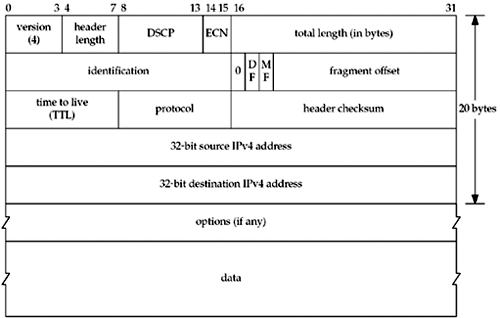 0 3 4 7 8 13 14 15 16 31
version (4) header length DSCP ECN total length (in bytes)
identification 0 DF MF fragment offset
time to live (TTL) protocol header checksum
20 bytes
32-bit source IPv4 address
32-bit destination IPv4 address
options (if any)
data